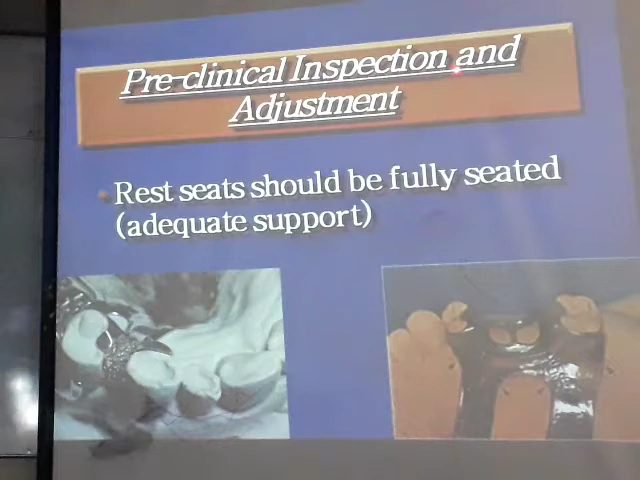 Pre-clinical Inspection and
Adjustment
Rest seats should be fully seated
(adequate support)